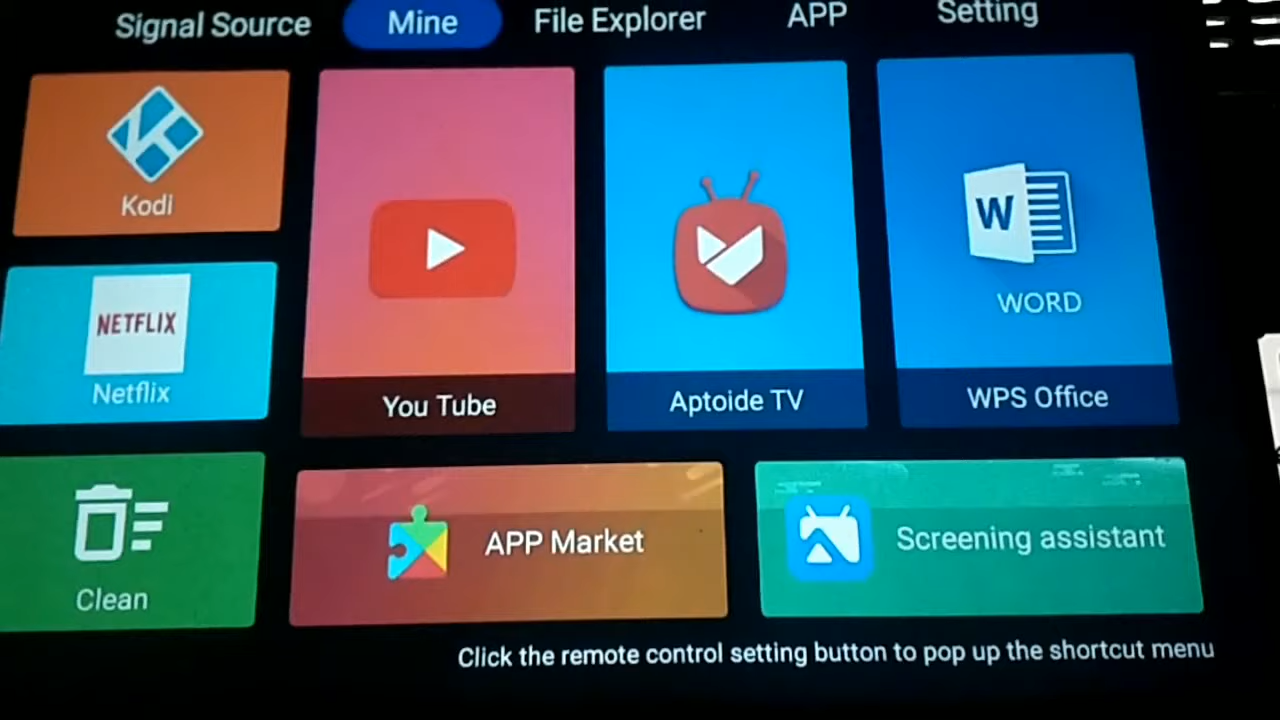 Signal Source
Mine
File Explorer
APP
Setting
Kodi
NETFLIX
Netflix
Clean
You Tube
Aptoide TV
W
WORD
WPS Office
APP Market
Screening assistant
Click the remote control setting button to pop up the shortcut menu